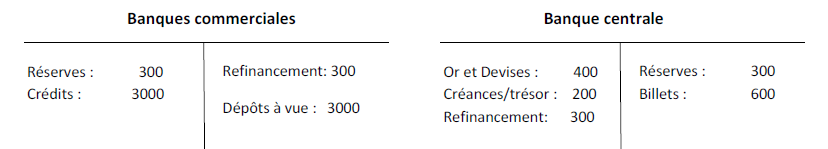 Banques commerciales
Réserves : 300
Crédits : 3000
Refinancement: 300
Dépôts à vue : 3000
Banque centrale
Or et Devises : 400
Créances/trésor : 200
Refinancement: 300
Réserves : 300
Billets : 600